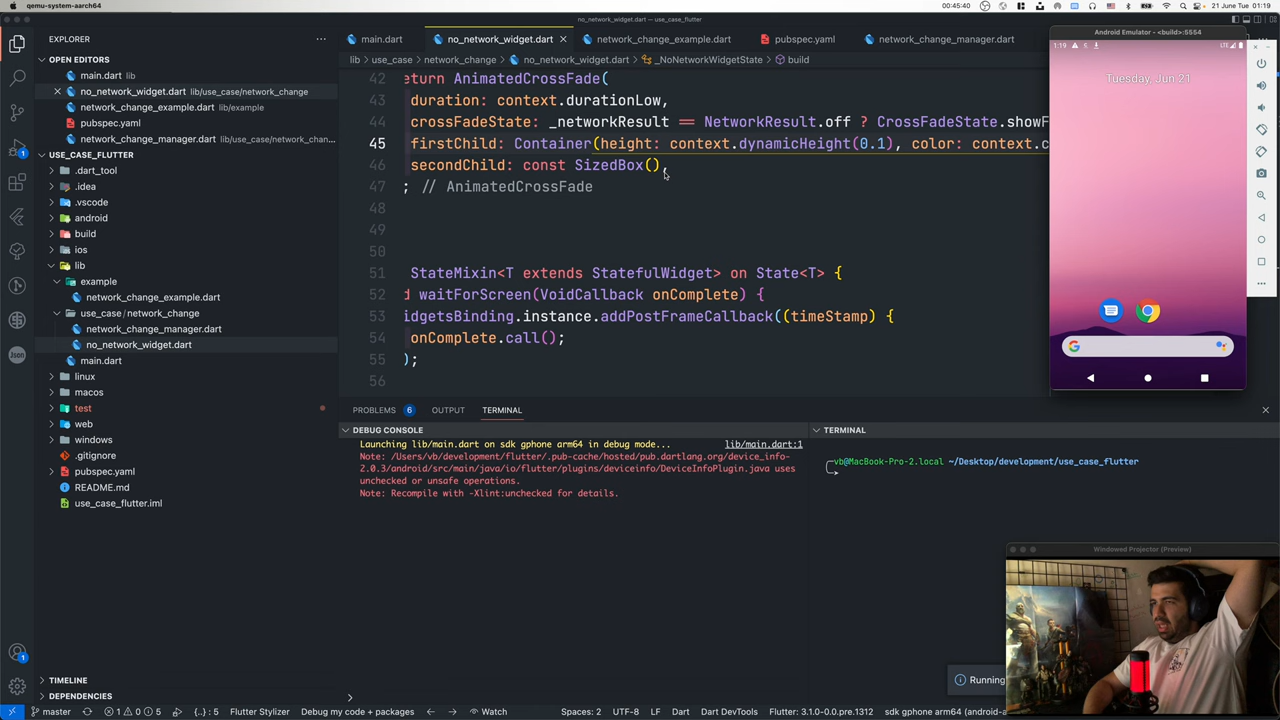 qemu-system-aarch64
00:45:40
21 June Tue 01:19
no_network_widget.dart — use_case_flutter
EXPLORER
OPEN EDITORS
main.dart lib
no_network_widget.dart lib/use_case/network_change
network_change_example.dart lib/example
pubspec.yaml
network_change_manager.dart lib/use_case/network_chan...
USE_CASE_FLUTTER
.dart_tool
.idea
.vscode
android
build
ios
lib
example
network_change_example.dart
use_case / network_change
network_change_manager.dart
no_network_widget.dart
main.dart
linux
macos
test
web
windows
.gitignore
pubspec.yaml
README.md
use_case_flutter.iml
TIMELINE
DEPENDENCIES
main.dart
no_network_widget.dart
network_change_example.dart
pubspec.yaml
network_change_manager.dart
lib > use_case > network_change > no_network_widget.dart > _NoNetworkWidgetState > build
42 eturn AnimatedCrossFade(
43 duration: context.durationLow,
44 crossFadeState: _networkResult == NetworkResult.off ? CrossFadeState.showF
45 firstChild: Container(height: context.dynamicHeight(0.1), color: context.c
46 secondChild: const SizedBox(),
47 ; // AnimatedCrossFade
48
49
50
51 StateMixin<T extends StatefulWidget> on State<T> {
52 d waitForScreen(VoidCallback onComplete) {
53 idgetsBinding.instance.addPostFrameCallback((timeStamp) {
54 onComplete.call();
55 );
56
PROBLEMS 6 OUTPUT TERMINAL
DEBUG CONSOLE
Launching lib/main.dart on sdk gphone arm64 in debug mode... lib/main.dart:1
Note: /Users/vb/development/flutter/.pub-cache/hosted/pub.dartlang.org/device_info-
2.0.3/android/src/main/java/io/flutter/plugins/deviceinfo/DeviceInfoPlugin.java uses
unchecked or unsafe operations.
Note: Recompile with -Xlint:unchecked for details.
TERMINAL
vb@MacBook-Pro-2.local ~/Desktop/development/use_case_flutter
Android Emulator - <build>:5554
1:19
Tuesday, Jun 21
Windowed Projector (Preview)
Running
Json
1
master
1 0 5
{..} : 5
Flutter Stylizer
Debug my code + packages
Watch
Spaces: 2
UTF-8
LF
Dart
Dart DevTools
Flutter: 3.1.0-0.0.pre.1312
sdk gphone arm64 (android-a